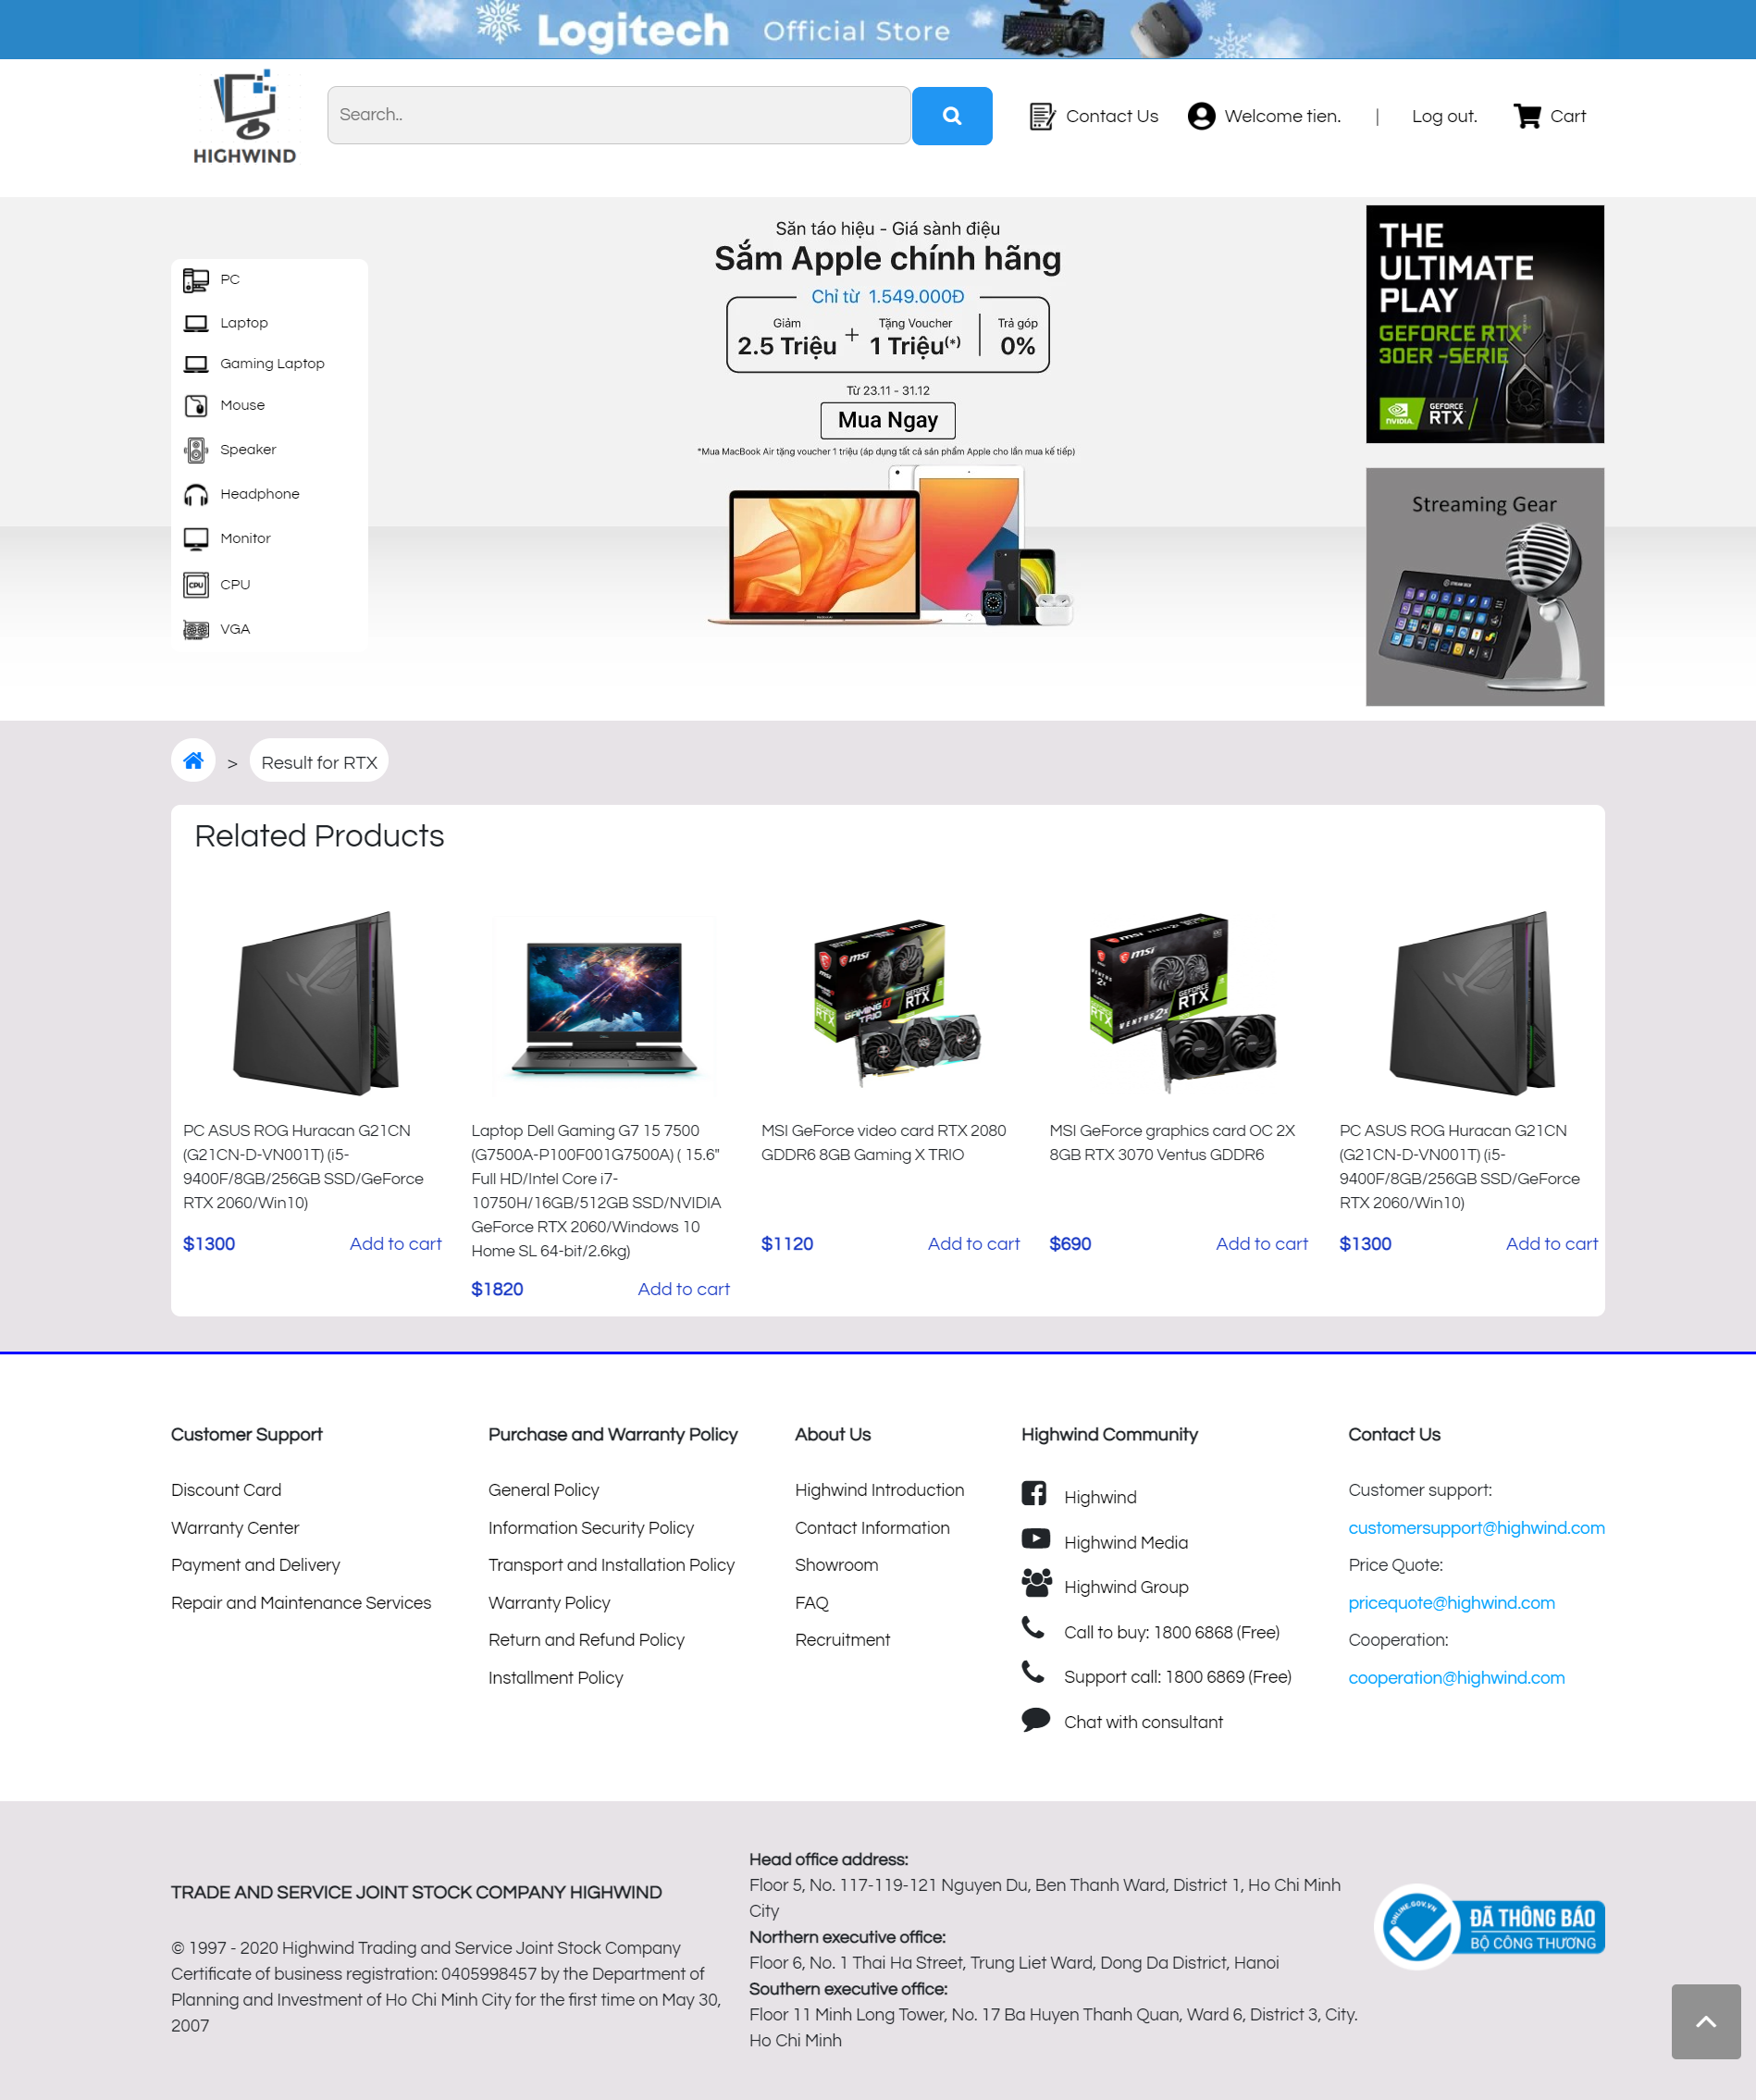 Logitech Official Store
HIGHWIND
Search..
Contact Us
Welcome tien.
|
Log out.
Cart
PC
Laptop
Gaming Laptop
Mouse
Speaker
Headphone
Monitor
CPU
VGA
Săn táo hiệu - Giá sành điệu
Sắm Apple chính hãng
Chỉ từ 1.549.000Đ
Giảm
2.5 Triệu
+
Tặng Voucher
1 Triệu(*)
Trả góp
0%
Từ 23.11 - 31.12
Mua Ngay
*Mua MacBook Air tặng voucher 1 triệu (áp dụng tất cả sản phẩm Apple cho lần mua kế tiếp)
THE
ULTIMATE
PLAY
GEFORCE RTX
30ER -SERIE
NVIDIA.
GEFORCE
RTX
Streaming Gear
> Result for RTX
Related Products
msi
GEFORCE
RTX
RTX
GAMING X
TRIO
msi
GEFORCE
RTX
RTX
VENTUS 2X
PC ASUS ROG Huracan G21CN
(G21CN-D-VN001T) (i5-
9400F/8GB/256GB SSD/GeForce
RTX 2060/Win10)
$1300 Add to cart
Laptop Dell Gaming G7 15 7500
(G7500A-P100F001G7500A) ( 15.6"
Full HD/Intel Core i7-
10750H/16GB/512GB SSD/NVIDIA
GeForce RTX 2060/Windows 10
Home SL 64-bit/2.6kg)
$1820 Add to cart
MSI GeForce video card RTX 2080
GDDR6 8GB Gaming X TRIO
$1120 Add to cart
MSI GeForce graphics card OC 2X
8GB RTX 3070 Ventus GDDR6
$690 Add to cart
PC ASUS ROG Huracan G21CN
(G21CN-D-VN001T) (i5-
9400F/8GB/256GB SSD/GeForce
RTX 2060/Win10)
$1300 Add to cart
Customer Support
Discount Card
Warranty Center
Payment and Delivery
Repair and Maintenance Services
Purchase and Warranty Policy
General Policy
Information Security Policy
Transport and Installation Policy
Warranty Policy
Return and Refund Policy
Installment Policy
About Us
Highwind Introduction
Contact Information
Showroom
FAQ
Recruitment
Highwind Community
Highwind
Highwind Media
Highwind Group
Call to buy: 1800 6868 (Free)
Support call: 1800 6869 (Free)
Chat with consultant
Contact Us
Customer support:
customersupport@highwind.com
Price Quote:
pricequote@highwind.com
Cooperation:
cooperation@highwind.com
TRADE AND SERVICE JOINT STOCK COMPANY HIGHWIND
© 1997 - 2020 Highwind Trading and Service Joint Stock Company
Certificate of business registration: 0405998457 by the Department of
Planning and Investment of Ho Chi Minh City for the first time on May 30,
2007
Head office address:
Floor 5, No. 117-119-121 Nguyen Du, Ben Thanh Ward, District 1, Ho Chi Minh
City
Northern executive office:
Floor 6, No. 1 Thai Ha Street, Trung Liet Ward, Dong Da District, Hanoi
Southern executive office:
Floor 11 Minh Long Tower, No. 17 Ba Huyen Thanh Quan, Ward 6, District 3, City.
Ho Chi Minh
ONLINE.GOV.VN
ĐÃ THÔNG BÁO
BỘ CÔNG THƯƠNG